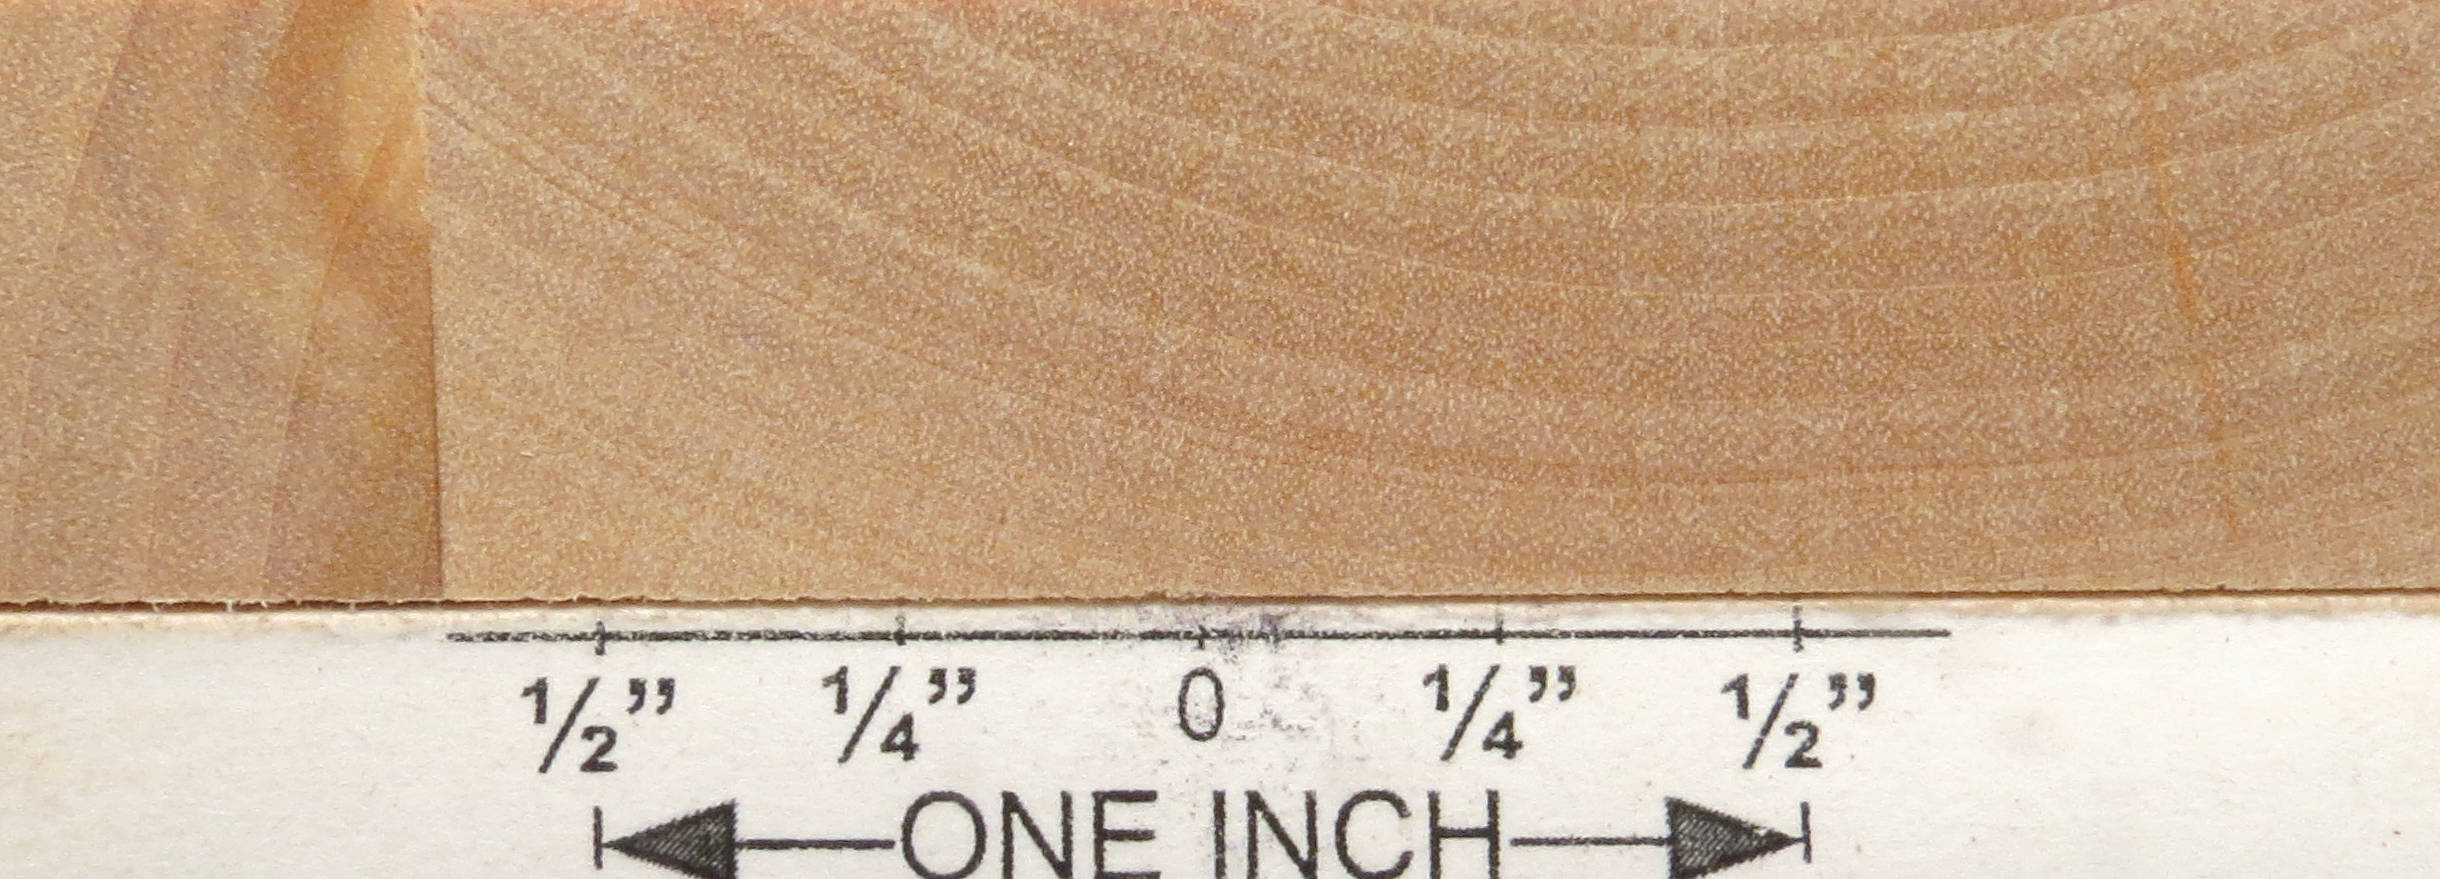 1/2” 1/4” 0 1/4” 1/2”
ONE INCH